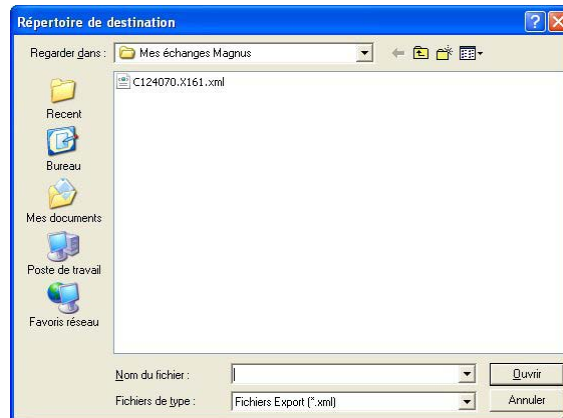 Répertoire de destination
Regarder dans : Mes échanges Magnus
C124070.X161.xml
Recent
Bureau
Mes documents
Poste de travail
Favoris réseau
Nom du fichier :
Ouvrir
Fichiers de type : Fichiers Export (*.xml)
Annuler